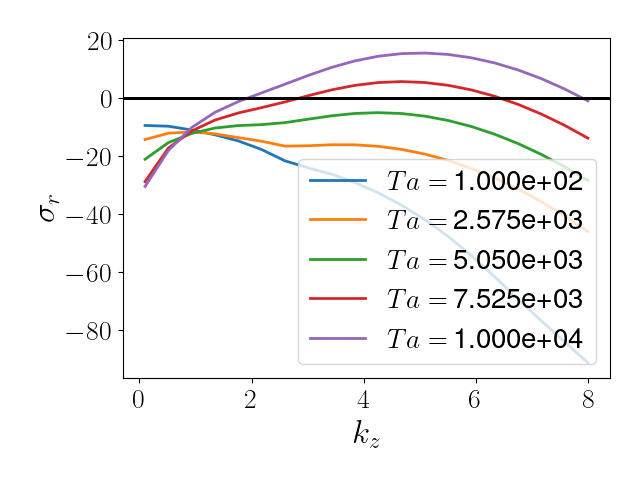 20
0
−20
−40
−60
−80
σ_r
Ta = 1.000e+02
Ta = 2.575e+03
Ta = 5.050e+03
Ta = 7.525e+03
Ta = 1.000e+04
0 2 4 6 8
k_z